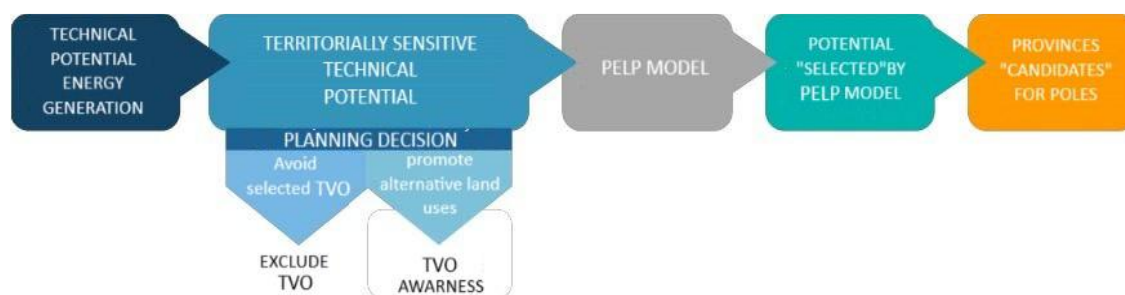 TECHNICAL
POTENTIAL
ENERGY
GENERATION
TERRITORIALLY SENSITIVE
TECHNICAL
POTENTIAL
PELP MODEL
POTENTIAL
"SELECTED"BY
PELP MODEL
PROVINCES
"CANDIDATES"
FOR POLES
PLANNING DECISION
Avoid
selected TVO
promote
alternative land
uses
EXCLUDE
TVO
TVO
AWARNESS